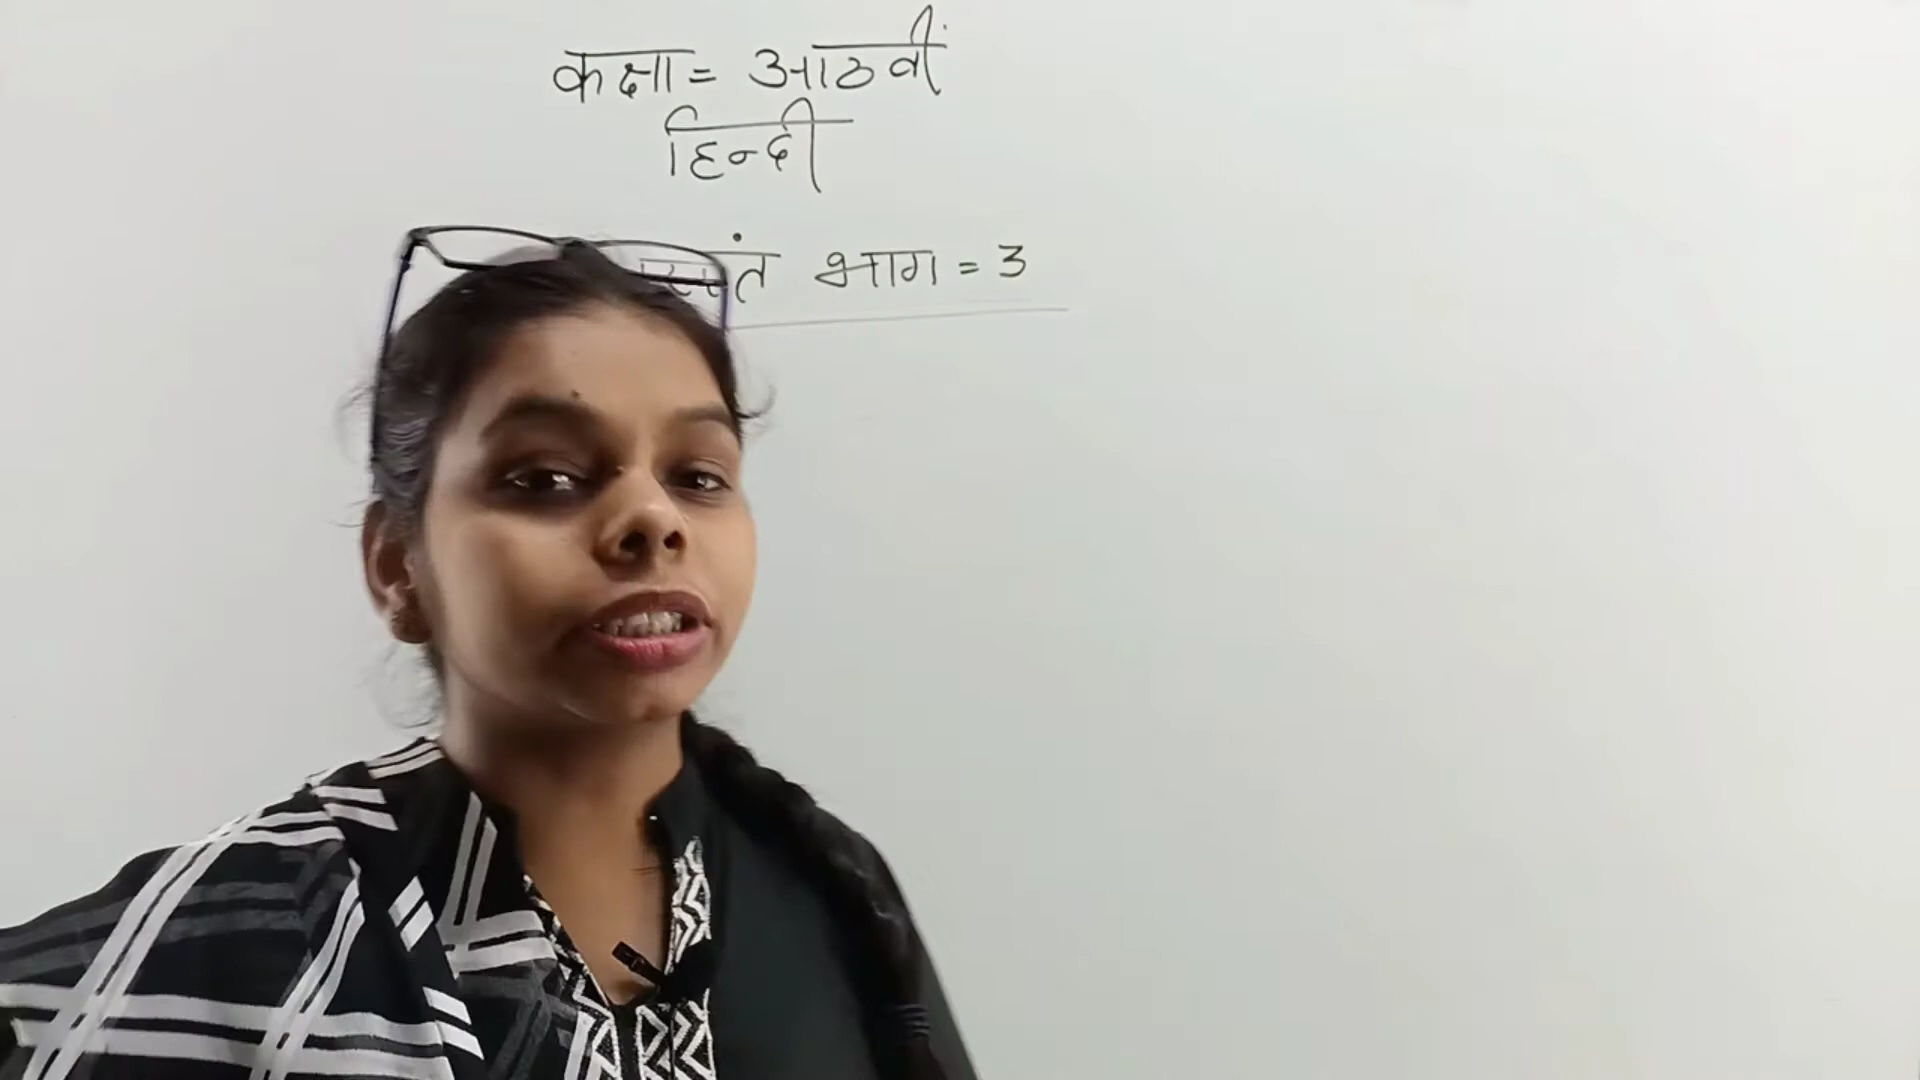 कक्षा = आठवीं
हिन्दी
भाग = 3